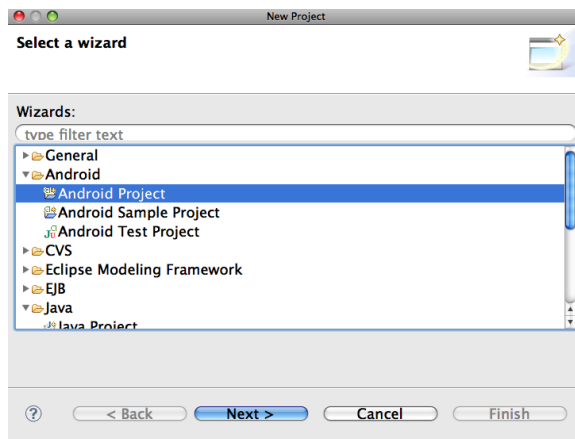 New Project
Select a wizard
Wizards:
type filter text
General
Android
Android Project
Android Sample Project
Android Test Project
CVS
Eclipse Modeling Framework
EJB
Java
Java Project
? < Back Next > Cancel Finish